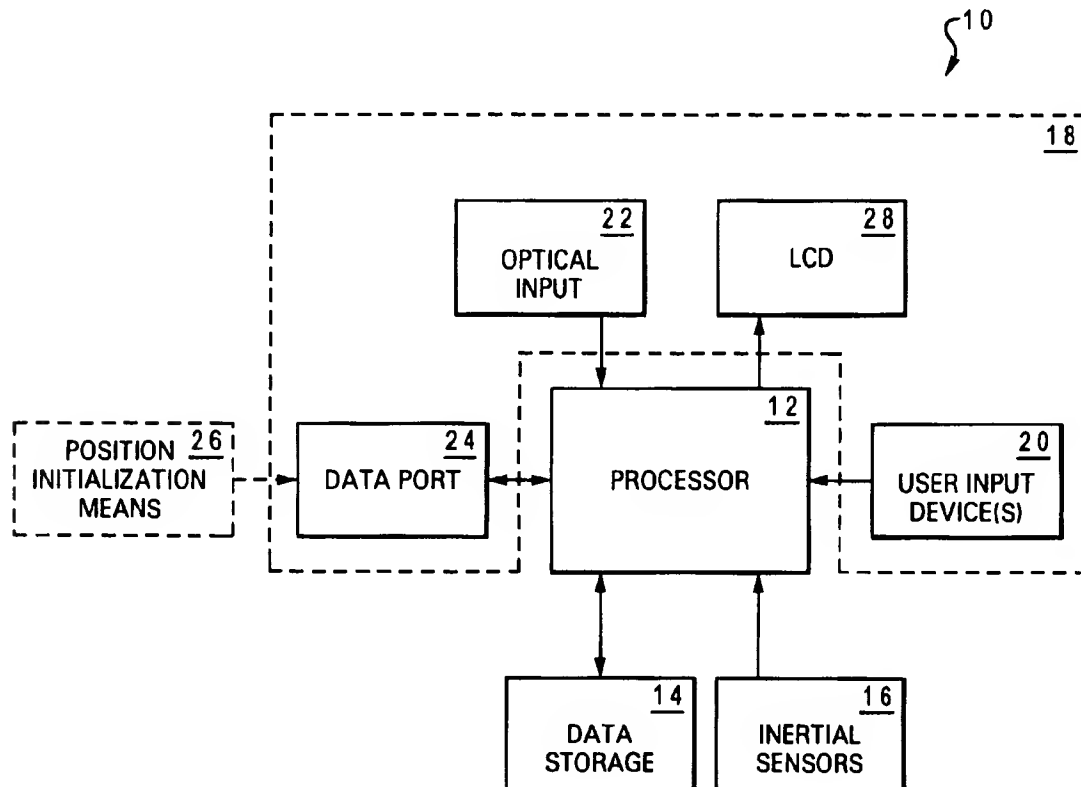 10
18
22
OPTICAL
INPUT
28
LCD
12
PROCESSOR
26
POSITION
INITIALIZATION
MEANS
24
DATA PORT
20
USER INPUT
DEVICE(S)
14
DATA
STORAGE
16
INERTIAL
SENSORS